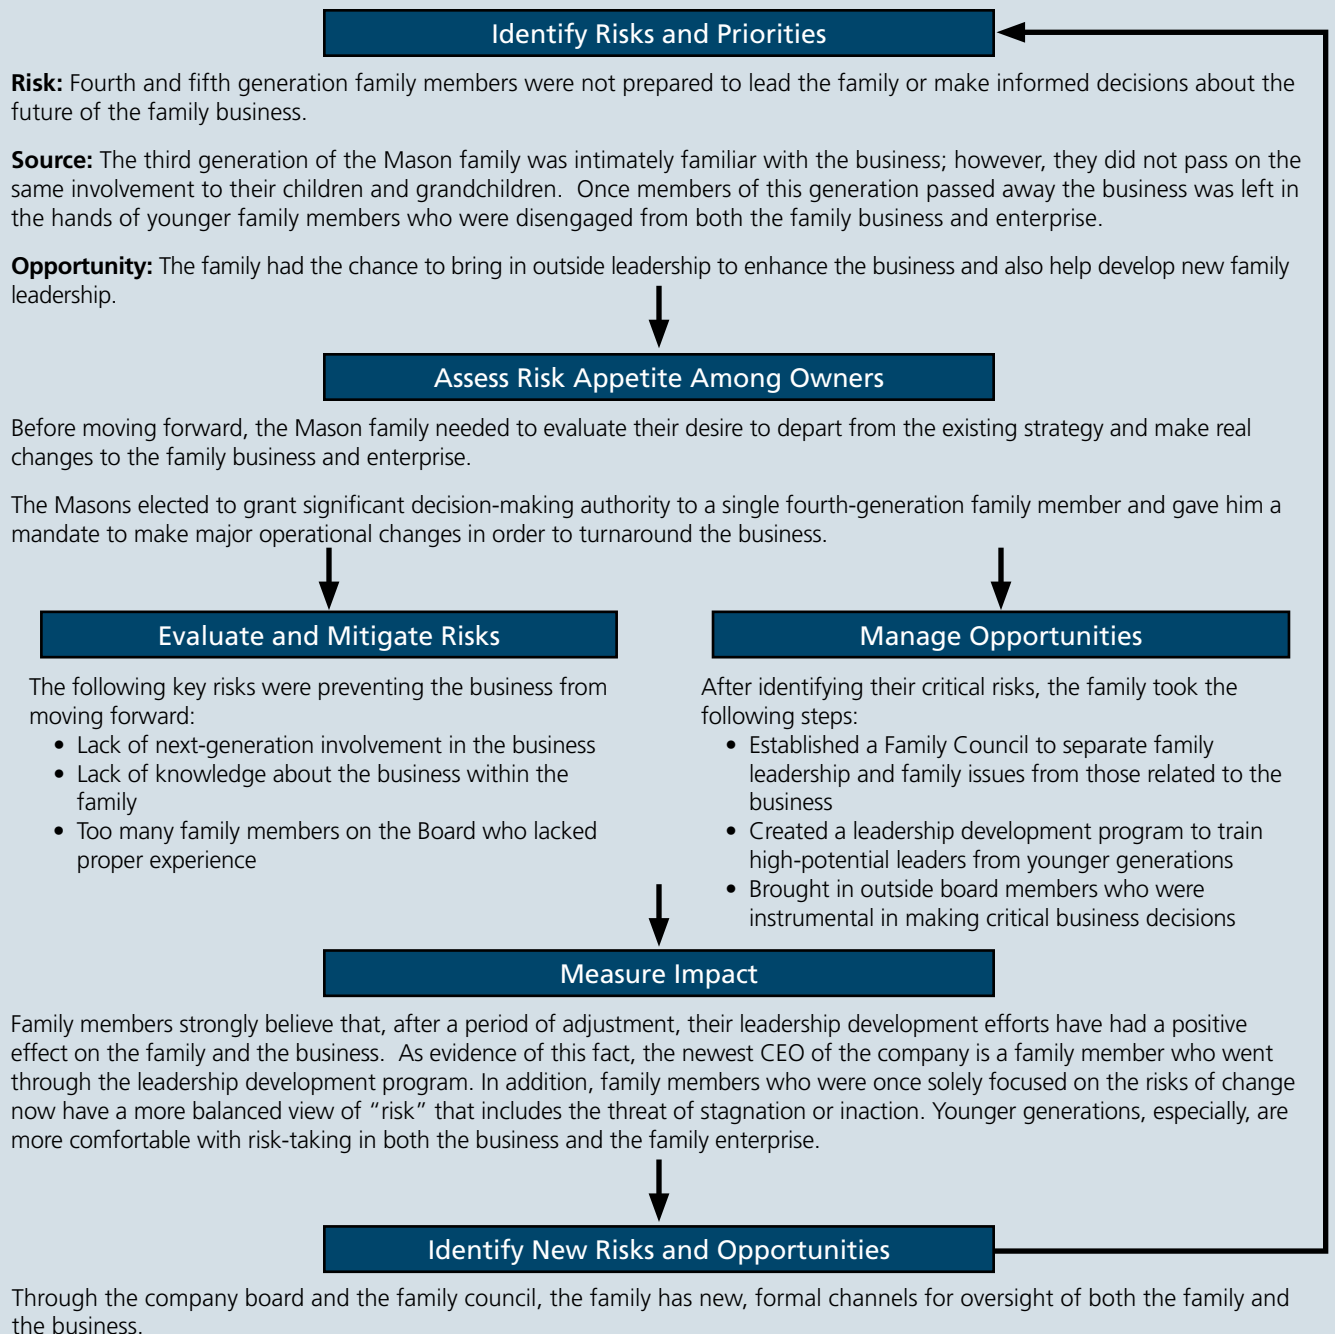 Identify Risks and Priorities
Risk: Fourth and fifth generation family members were not prepared to lead the family or make informed decisions about the
future of the family business.
Source: The third generation of the Mason family was intimately familiar with the business; however, they did not pass on the
same involvement to their children and grandchildren.  Once members of this generation passed away the business was left in
the hands of younger family members who were disengaged from both the family business and enterprise.
Opportunity: The family had the chance to bring in outside leadership to enhance the business and also help develop new family
leadership.
Assess Risk Appetite Among Owners
Before moving forward, the Mason family needed to evaluate their desire to depart from the existing strategy and make real
changes to the family business and enterprise.
The Masons elected to grant significant decision-making authority to a single fourth-generation family member and gave him a
mandate to make major operational changes in order to turnaround the business.
Evaluate and Mitigate Risks
The following key risks were preventing the business from
moving forward:
• Lack of next-generation involvement in the business
• Lack of knowledge about the business within the
family
• Too many family members on the Board who lacked
proper experience
Manage Opportunities
After identifying their critical risks, the family took the
following steps:
• Established a Family Council to separate family
leadership and family issues from those related to the
business
• Created a leadership development program to train
high-potential leaders from younger generations
• Brought in outside board members who were
instrumental in making critical business decisions
Measure Impact
Family members strongly believe that, after a period of adjustment, their leadership development efforts have had a positive
effect on the family and the business.  As evidence of this fact, the newest CEO of the company is a family member who went
through the leadership development program. In addition, family members who were once solely focused on the risks of change
now have a more balanced view of “risk” that includes the threat of stagnation or inaction. Younger generations, especially, are
more comfortable with risk-taking in both the business and the family enterprise.
Identify New Risks and Opportunities
Through the company board and the family council, the family has new, formal channels for oversight of both the family and
the business.